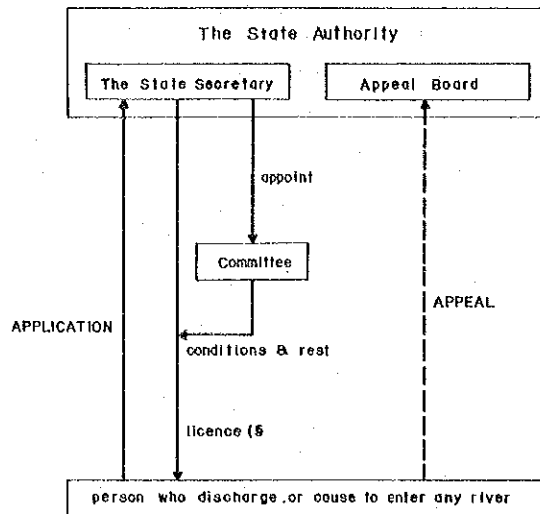 The State Authority
The State Secretary
Appeal Board
appoint
Committee
APPLICATION
APPEAL
conditions & rest
licence (§
person who discharge, or cause to enter any river